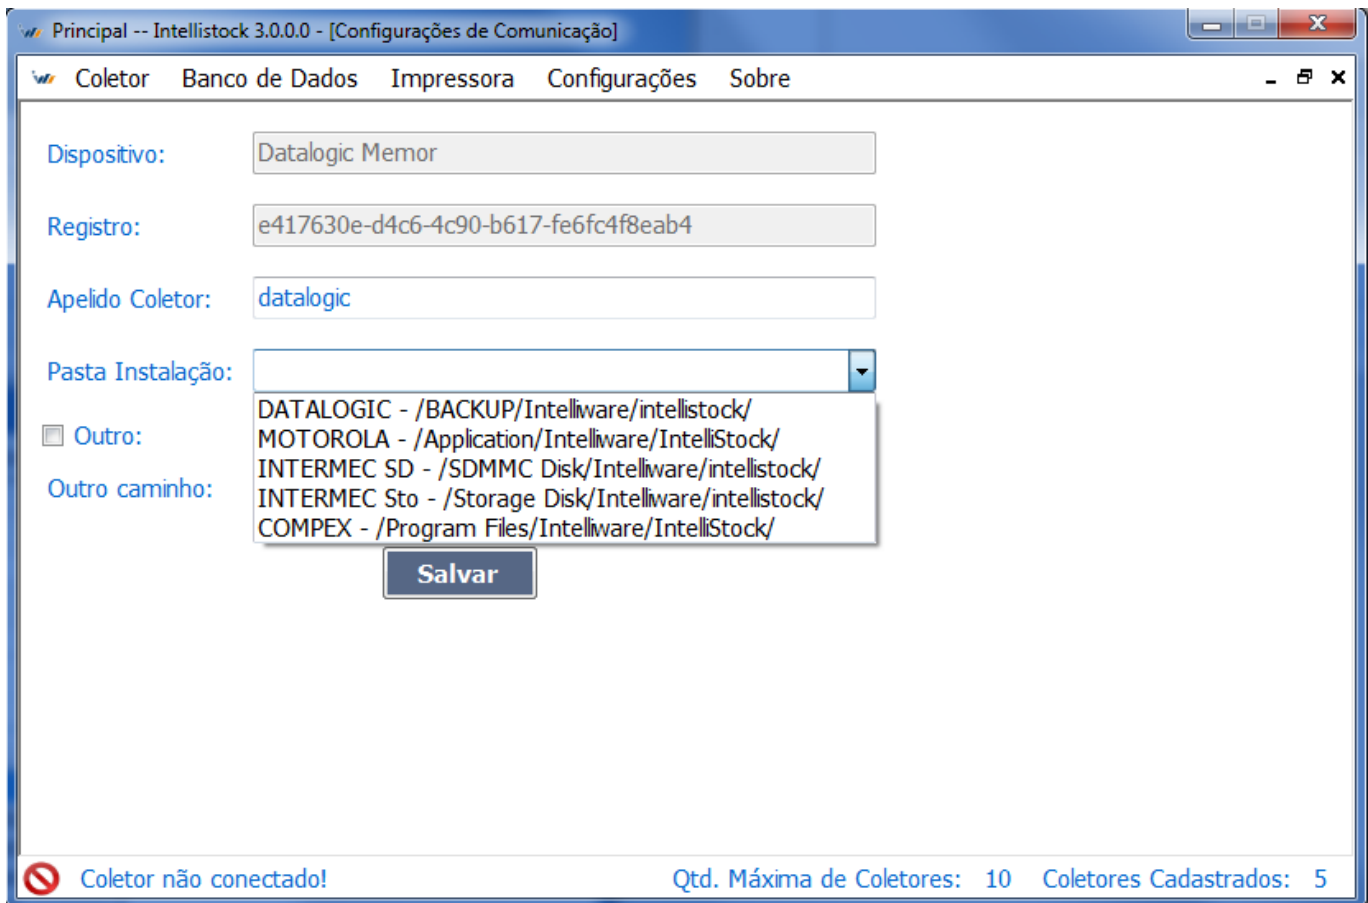 Principal -- Intellistock 3.0.0.0 - [Configurações de Comunicação]
Coletor Banco de Dados Impressora Configurações Sobre
Dispositivo: Datalogic Memor
Registro: e417630e-d4c6-4c90-b617-fe6fc4f8eab4
Apelido Coletor: datalogic
Pasta Instalação:
DATALOGIC - /BACKUP/Intelliware/intellistock/
MOTOROLA - /Application/Intelliware/IntelliStock/
INTERMEC SD - /SDMMC Disk/Intelliware/intellistock/
INTERMEC Sto - /Storage Disk/Intelliware/intellistock/
COMPEX - /Program Files/Intelliware/IntelliStock/
Outro:
Outro caminho:
Salvar
Coletor não conectado! Qtd. Máxima de Coletores: 10 Coletores Cadastrados: 5